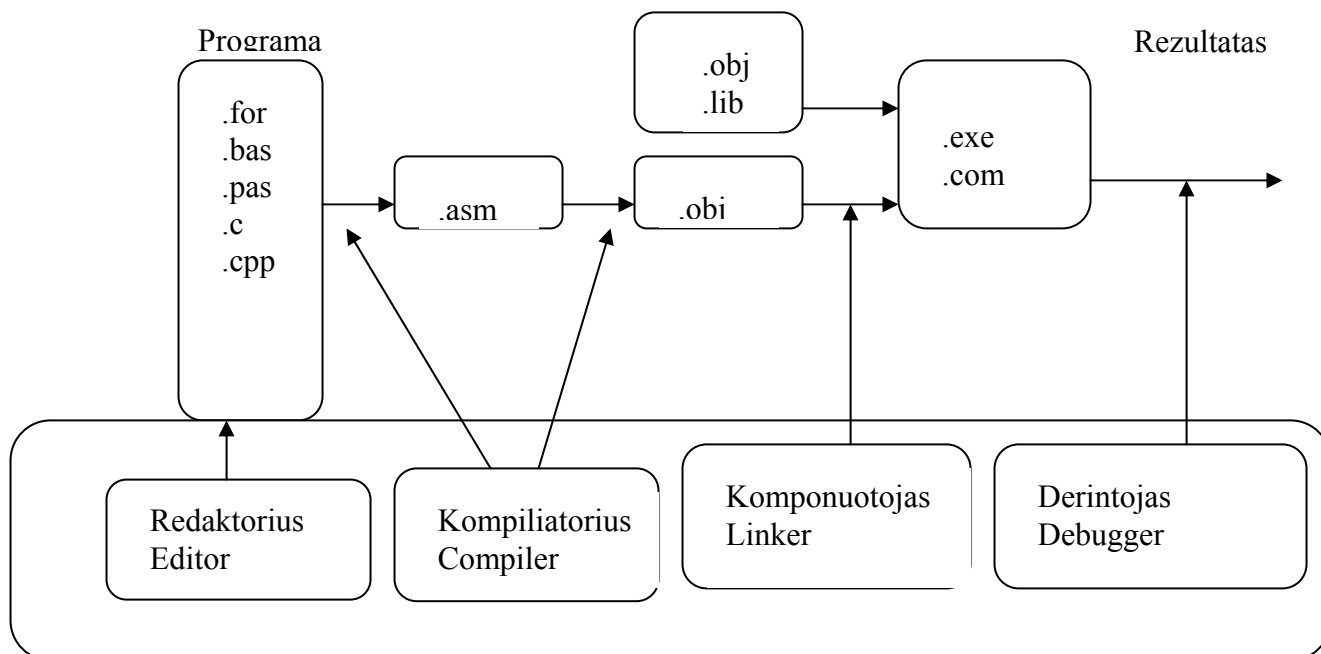 Programa
.for
.bas
.pas
.c
.cpp
.asm
.obj
.lib
.obj
.exe
.com
Rezultatas
Redaktorius
Editor
Kompiliatorius
Compiler
Komponuotojas
Linker
Derintojas
Debugger